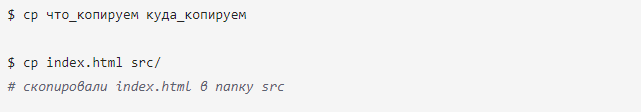 $ cp что_копируем куда_копируем
$ cp index.html src/
# скопировали index.html в папку src